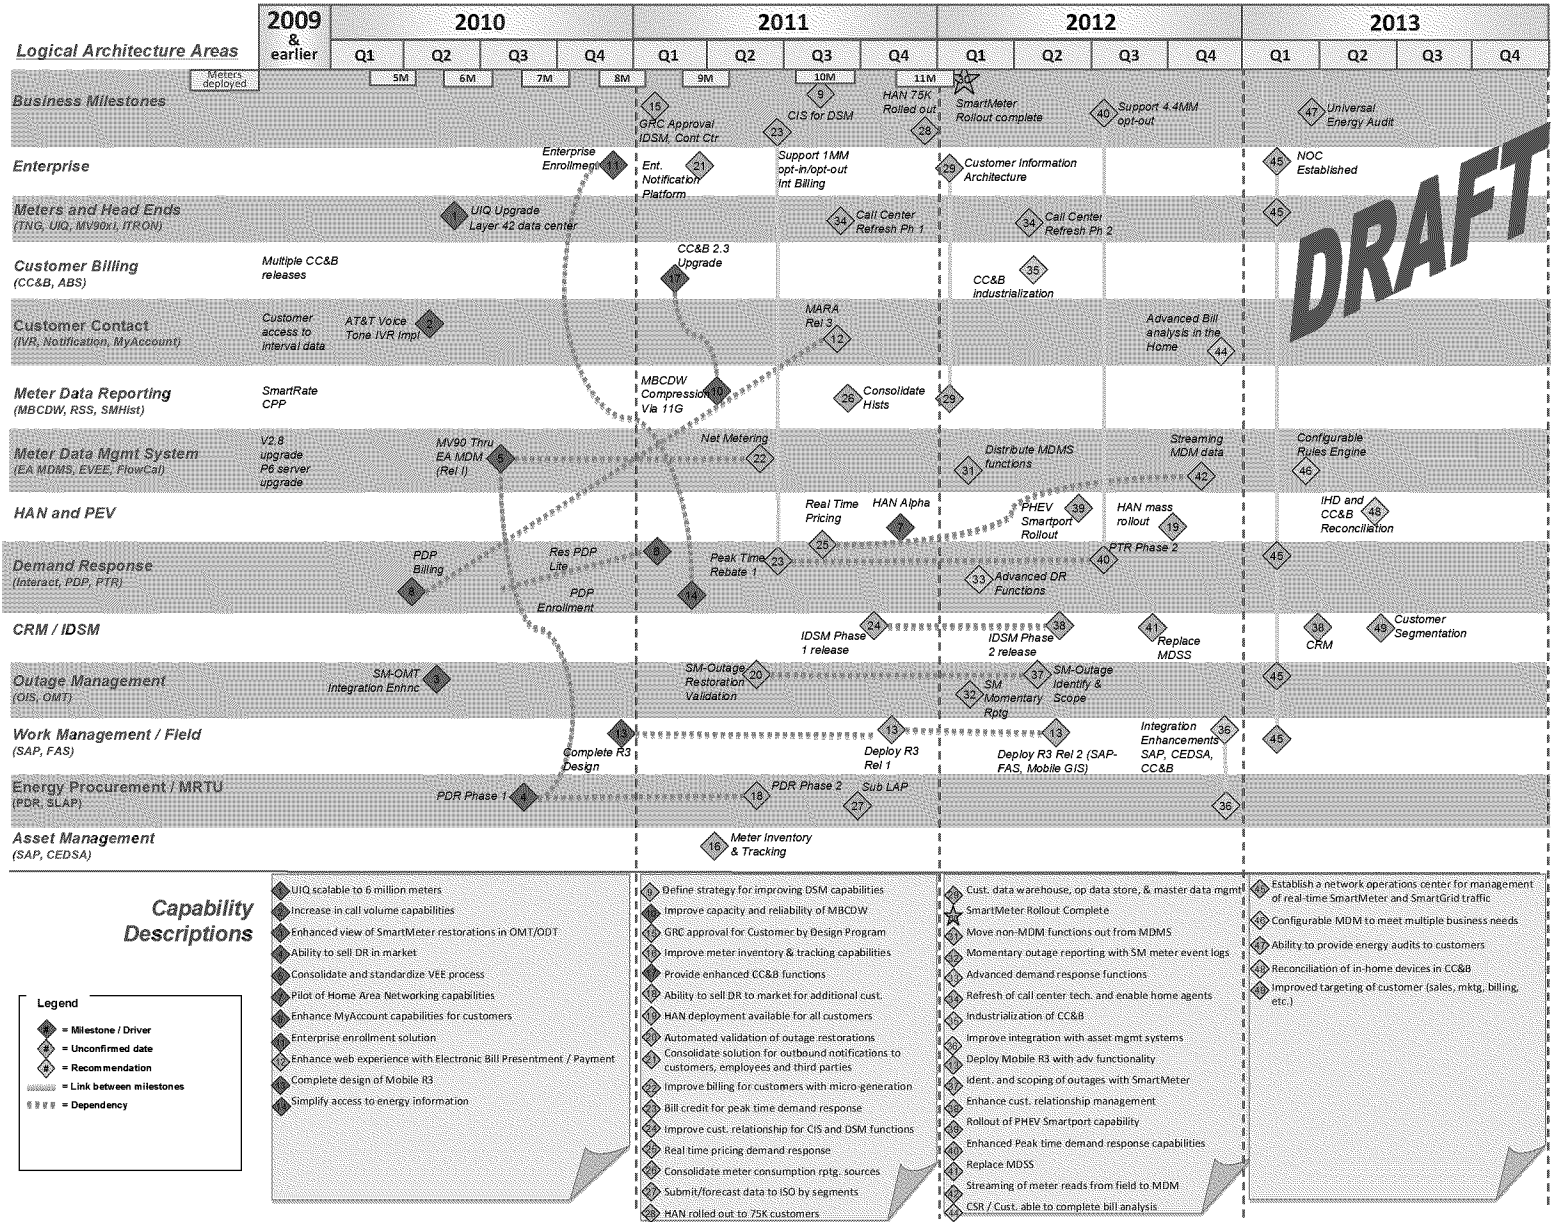 2009
&
earlier
2010
2011
2012
2013
Logical Architecture Areas
Q1 Q2 Q3 Q4 Q1 Q2 Q3 Q4 Q1 Q2 Q3 Q4 Q1 Q2 Q3 Q4
Meters
deployed
5M 6M 7M 8M 9M 10M 11M
Business Milestones
15
GRC Approval
IDSM, Cont Ctr
23
9
CIS for DSM
HAN 75K
Rolled out
28
30
SmartMeter
Rollout complete
40
Support 4.4MM
opt-out
47
Universal
Energy Audit
DRAFT
Enterprise
Enterprise
Enrollment
11
Ent.
Notification
Platform
21
Support 1MM
opt-in/opt-out
Int Billing
29
Customer Information
Architecture
45
NOC
Established
Meters and Head Ends
(TNG, UIQ, MV90xi, ITRON)
1
UIQ Upgrade
Layer 42 data center
34
Call Center
Refresh Ph 1
34
Call Center
Refresh Ph 2
45
Customer Billing
(CC&B, ABS)
Multiple CC&B
releases
CC&B 2.3
Upgrade
17
35
CC&B
industrialization
Customer Contact
(IVR, Notification, MyAccount)
Customer
access to
interval data
AT&T Voice
Tone IVR Impl
2
MARA
Rel 3
12
Advanced Bill
analysis in the
Home
44
Meter Data Reporting
(MBCDW, RSS, SMHist)
SmartRate
CPP
MBCDW
Compression
Via 11G
10
26
Consolidate
Hists
29
Meter Data Mgmt System
(EA MDMS, EVEE, FlowCal)
V2.8
upgrade
P6 server
upgrade
MV90 Thru
EA MDM
(Rel I)
5
Net Metering
22
31
Distribute MDMS
functions
Streaming
MDM data
42
Configurable
Rules Engine
46
HAN and PEV
Real Time
Pricing
25
HAN Alpha
7
PHEV
Smartport
Rollout
39
HAN mass
rollout
19
IHD and
CC&B
Reconciliation
48
Demand Response
(Interact, PDP, PTR)
PDP
Billing
8
Res PDP
Lite
PDP
Enrollment
14
Peak Time
Rebate 1
23
33
Advanced DR
Functions
40
PTR Phase 2
45
CRM / IDSM
24
IDSM Phase
1 release
38
IDSM Phase
2 release
41
Replace
MDSS
38
CRM
49
Customer
Segmentation
Outage Management
(OIS, OMT)
SM-OMT
Integration Enhnc
3
SM-Outage
Restoration
Validation
20
32
SM
Momentary
Rptg
37
SM-Outage
Identify &
Scope
45
Work Management / Field
(SAP, FAS)
13
Complete R3
Design
13
Deploy R3
Rel 1
13
Deploy R3 Rel 2 (SAP-
FAS, Mobile GIS)
Integration
Enhancements
SAP, CEDSA,
CC&B
36
45
Energy Procurement / MRTU
(PDR, SLAP)
PDR Phase 1
4
18
PDR Phase 2
27
Sub LAP
36
Asset Management
(SAP, CEDSA)
16
Meter Inventory
& Tracking
Capability
Descriptions
Legend
# = Milestone / Driver
# = Unconfirmed date
# = Recommendation
= Link between milestones
= Dependency
UIQ scalable to 6 million meters
Increase in call volume capabilities
Enhanced view of SmartMeter restorations in OMT/ODT
Ability to sell DR in market
Consolidate and standardize VEE process
Pilot of Home Area Networking capabilities
Enhance MyAccount capabilities for customers
Enterprise enrollment solution
Enhance web experience with Electronic Bill Presentment / Payment
Complete design of Mobile R3
Simplify access to energy information
Define strategy for improving DSM capabilities
Improve capacity and reliability of MBCDW
GRC approval for Customer by Design Program
Improve meter inventory & tracking capabilities
Provide enhanced CC&B functions
Ability to sell DR to market for additional cust.
HAN deployment available for all customers
Automated validation of outage restorations
Consolidate solution for outbound notifications to
customers, employees and third parties
Improve billing for customers with micro-generation
Bill credit for peak time demand response
Improve cust. relationship for CIS and DSM functions
Real time pricing demand response
Consolidate meter consumption rptg. sources
Submit/forecast data to ISO by segments
HAN rolled out to 75K customers
Cust. data warehouse, op data store, & master data mgmt
SmartMeter Rollout Complete
Move non-MDM functions out from MDMS
Momentary outage reporting with SM meter event logs
Advanced demand response functions
Refresh of call center tech. and enable home agents
Industrialization of CC&B
Improve integration with asset mgmt systems
Deploy Mobile R3 with adv functionality
Ident. and scoping of outages with SmartMeter
Enhance cust. relationship management
Rollout of PHEV Smartport capability
Enhanced Peak time demand response capabilities
Replace MDSS
Streaming of meter reads from field to MDM
CSR / Cust. able to complete bill analysis
Establish a network operations center for management
of real-time SmartMeter and SmartGrid traffic
Configurable MDM to meet multiple business needs
Ability to provide energy audits to customers
Reconciliation of in-home devices in CC&B
Improved targeting of customer (sales, mktg, billing,
etc.)